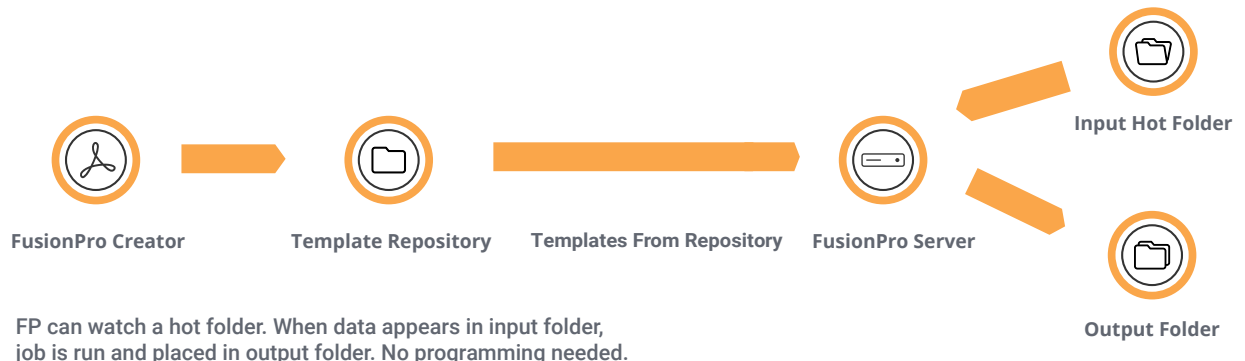 Input Hot Folder
FusionPro Creator
Template Repository
Templates From Repository
FusionPro Server
Output Folder
FP can watch a hot folder. When data appears in input folder,
job is run and placed in output folder. No programming needed.